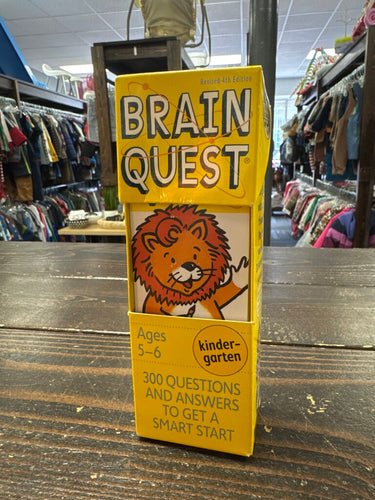 Revised 4th Edition
BRAIN
QUEST®
Ages
5–6
kinder-
garten
300 QUESTIONS
AND ANSWERS
TO GET A
SMART START